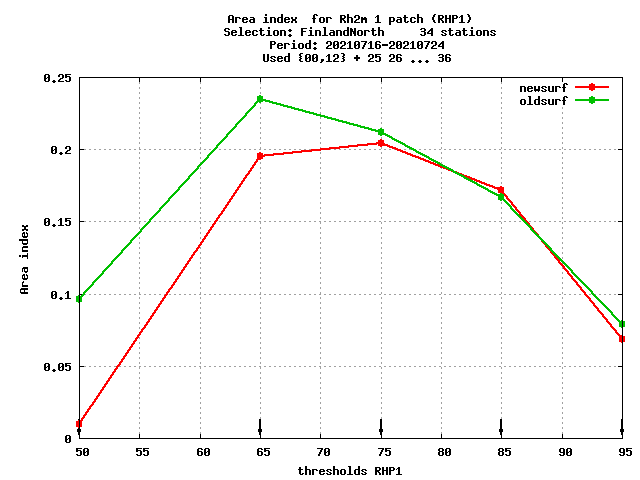 Area index  for Rh2m 1 patch (RHP1)
Selection: FinlandNorth     34 stations
Period: 20210716-20210724
Used {00,12} + 25 26 ... 36
newsurf
oldsurf
0.25
0.2
0.15
0.1
0.05
0
Area index
50 55 60 65 70 75 80 85 90 95
thresholds RHP1